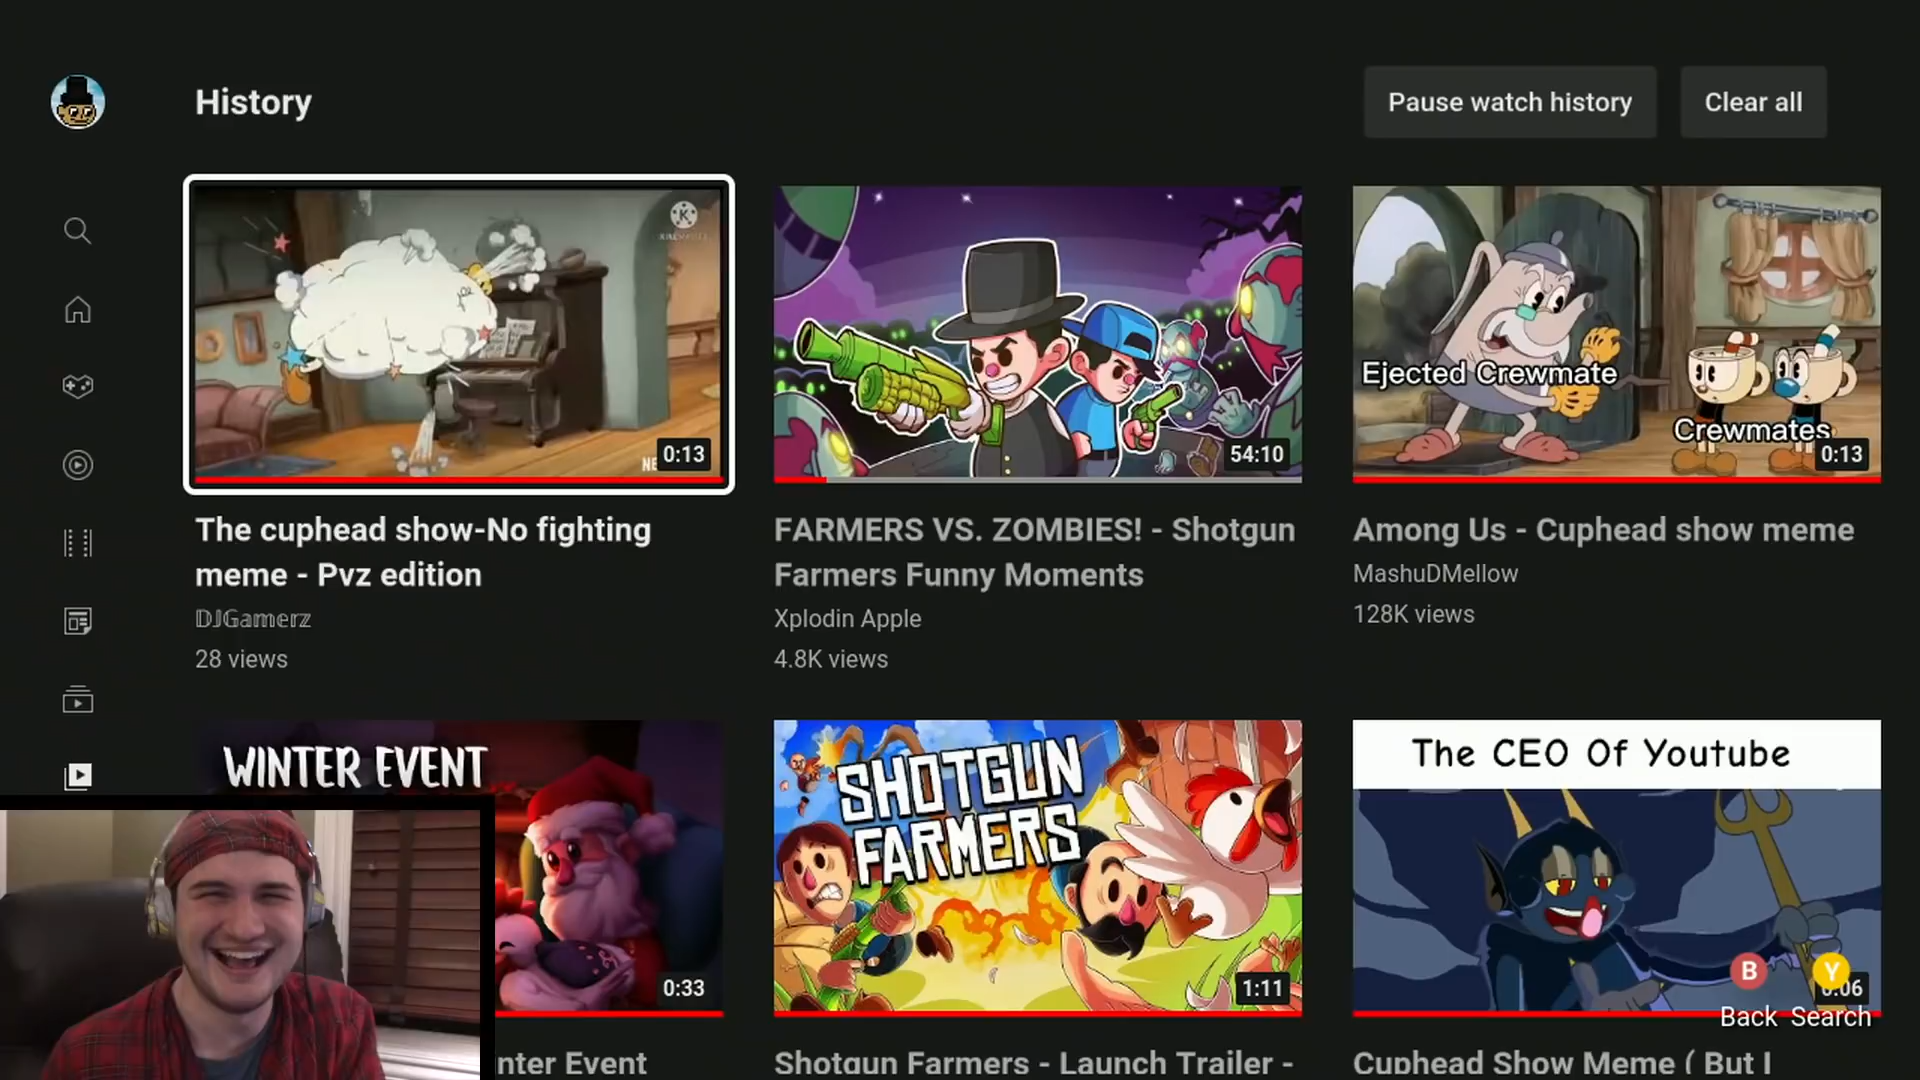 History
Pause watch history
Clear all
K
NE
0:13
54:10
Ejected Crewmate
Crewmates
0:13
The cuphead show-No fighting
meme - Pvz edition
𝔻𝕁𝔾𝕒𝕞𝕖𝕣𝕫
28 views
FARMERS VS. ZOMBIES! - Shotgun
Farmers Funny Moments
Xplodin Apple
4.8K views
Among Us - Cuphead show meme
MashuDMellow
128K views
WINTER EVENT
0:33
SHOTGUN
FARMERS
1:11
The CEO Of Youtube
B
Y
0:06
Back
Search
nter Event
Shotgun Farmers - Launch Trailer -
Cuphead Show Meme ( But I